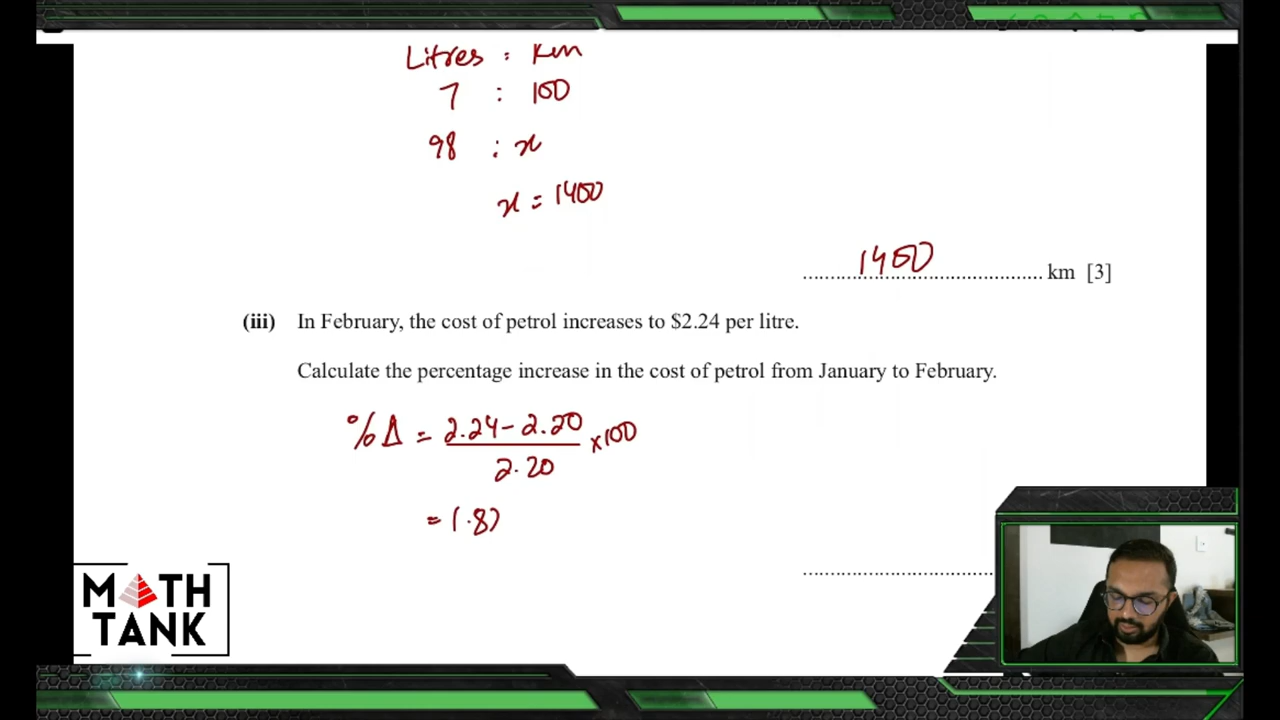 Litres : Km
7 : 100
98 : x
x = 1400
1400
........................................ km [3]
(iii) In February, the cost of petrol increases to $2.24 per litre.
Calculate the percentage increase in the cost of petrol from January to February.
%Δ = 2.24 - 2.20 × 100
2.20
= 1.8
MATH
TANK